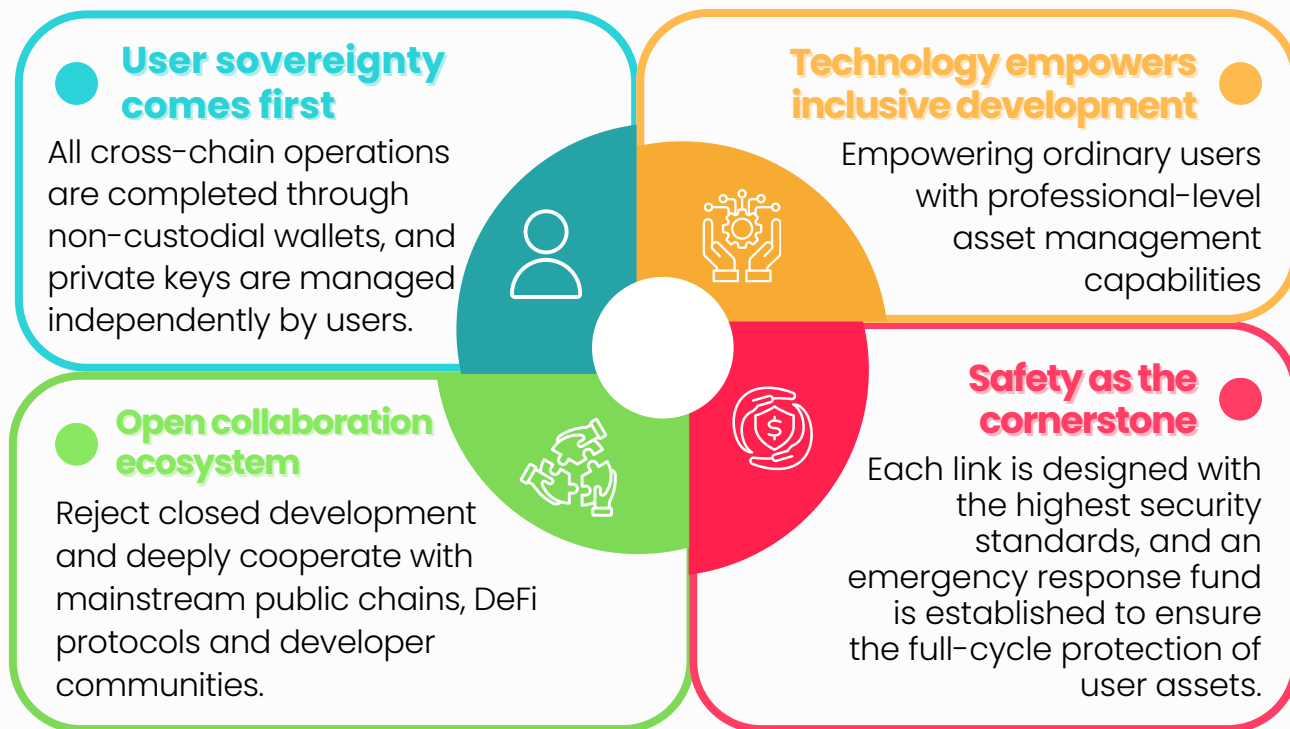 User sovereignty
comes first
All cross-chain operations
are completed through
non-custodial wallets, and
private keys are managed
independently by users.
Technology empowers
inclusive development
Empowering ordinary users
with professional-level
asset management
capabilities
Open collaboration
ecosystem
Reject closed development
and deeply cooperate with
mainstream public chains, DeFi
protocols and developer
communities.
Safety as the
cornerstone
Each link is designed with
the highest security
standards, and an
emergency response fund
is established to ensure
the full-cycle protection of
user assets.
$